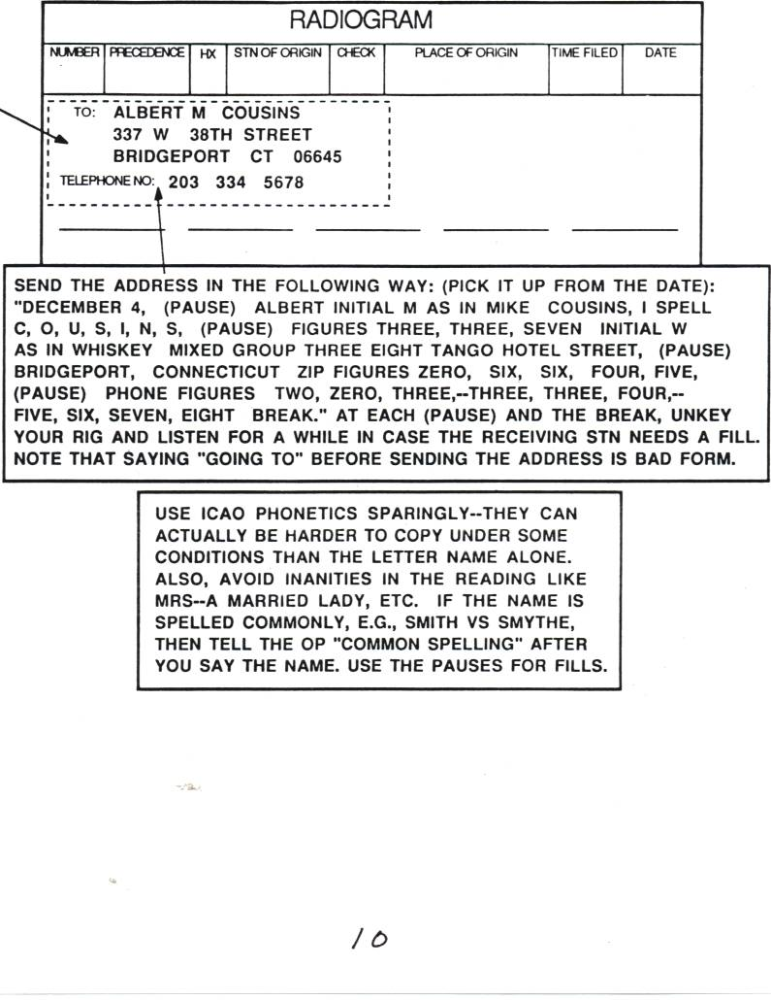 RADIOGRAM
NUMBER PRECEDENCE HX STN OF ORIGIN CHECK PLACE OF ORIGIN TIME FILED DATE
TO: ALBERT M COUSINS
337 W 38TH STREET
BRIDGEPORT CT 06645
TELEPHONE NO: 203 334 5678
SEND THE ADDRESS IN THE FOLLOWING WAY: (PICK IT UP FROM THE DATE):
"DECEMBER 4, (PAUSE) ALBERT INITIAL M AS IN MIKE COUSINS, I SPELL
C, O, U, S, I, N, S, (PAUSE) FIGURES THREE, THREE, SEVEN INITIAL W
AS IN WHISKEY MIXED GROUP THREE EIGHT TANGO HOTEL STREET, (PAUSE)
BRIDGEPORT, CONNECTICUT ZIP FIGURES ZERO, SIX, SIX, FOUR, FIVE,
(PAUSE) PHONE FIGURES TWO, ZERO, THREE,--THREE, THREE, FOUR,--
FIVE, SIX, SEVEN, EIGHT BREAK." AT EACH (PAUSE) AND THE BREAK, UNKEY
YOUR RIG AND LISTEN FOR A WHILE IN CASE THE RECEIVING STN NEEDS A FILL.
NOTE THAT SAYING "GOING TO" BEFORE SENDING THE ADDRESS IS BAD FORM.
USE ICAO PHONETICS SPARINGLY--THEY CAN
ACTUALLY BE HARDER TO COPY UNDER SOME
CONDITIONS THAN THE LETTER NAME ALONE.
ALSO, AVOID INANITIES IN THE READING LIKE
MRS--A MARRIED LADY, ETC. IF THE NAME IS
SPELLED COMMONLY, E.G., SMITH VS SMYTHE,
THEN TELL THE OP "COMMON SPELLING" AFTER
YOU SAY THE NAME. USE THE PAUSES FOR FILLS.
10